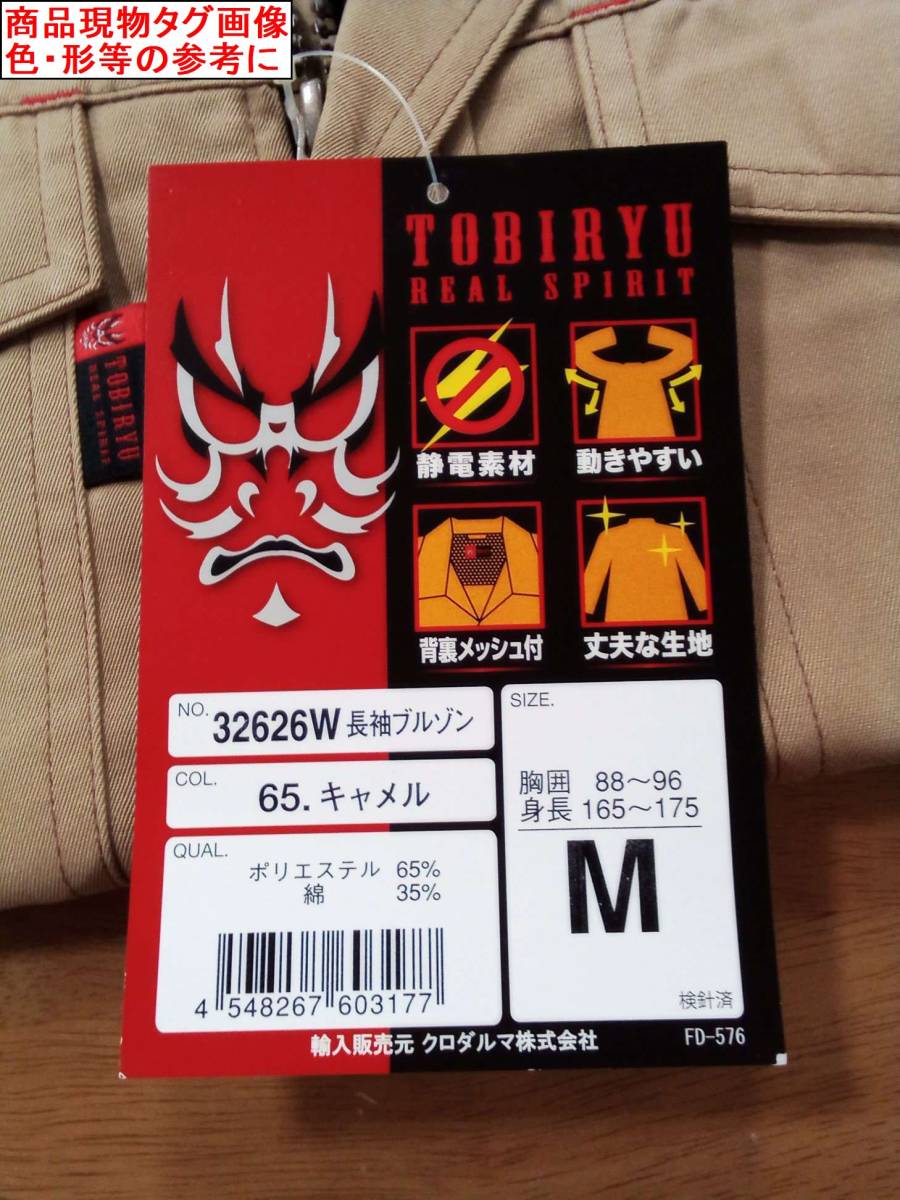 商品現物タグ画像
色・形等の参考に
TOBIRYU
REAL SPIRIT
TOBIRYU
REAL SPIRIT
静電素材
動きやすい
背裏メッシュ付
丈夫な生地
NO. 32626W 長袖ブルゾン
COL.
65. キャメル
QUAL.
ポリエステル 65%
綿 35%
4 548267 603177
SIZE.
胸囲 88〜96
身長 165〜175
M
検針済
輸入販売元 クロダルマ株式会社
FD-576